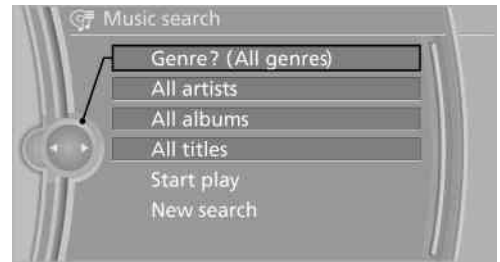 Music search
Genre? (All genres)
All artists
All albums
All titles
Start play
New search